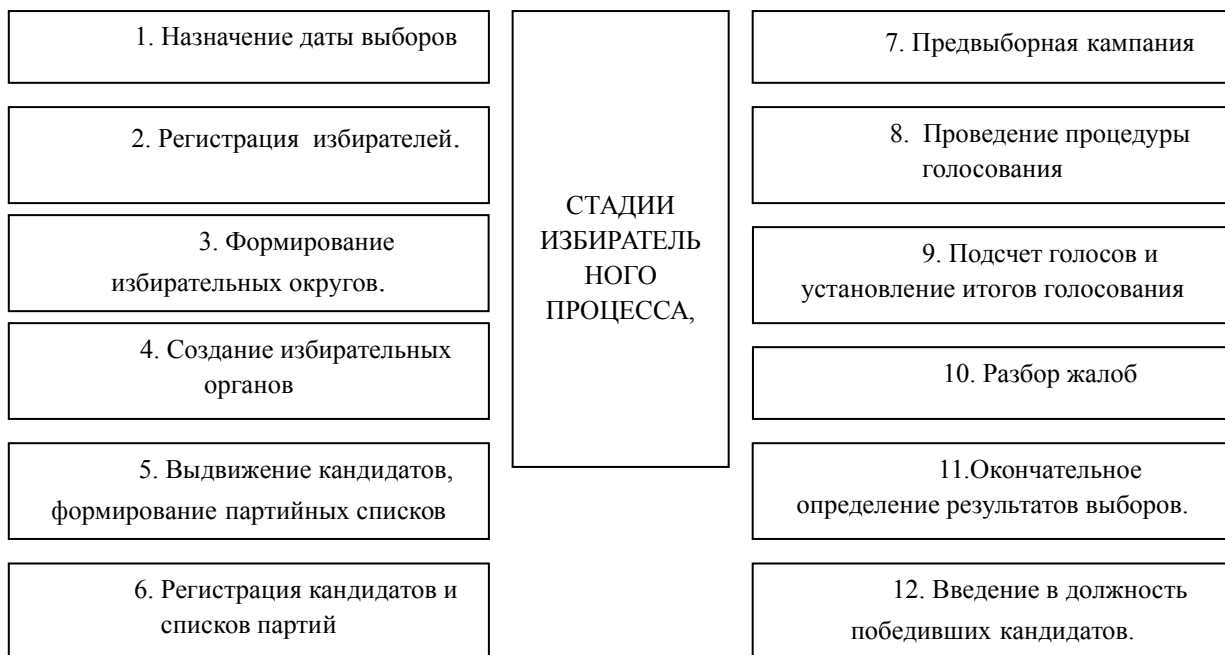 1. Назначение даты выборов
2. Регистрация избирателей.
3. Формирование
избирательных округов.
4. Создание избирательных
органов
5. Выдвижение кандидатов,
формирование партийных списков
6. Регистрация кандидатов и
списков партий
СТАДИИ
ИЗБИРАТЕЛЬ
НОГО
ПРОЦЕССА,
7. Предвыборная кампания
8. Проведение процедуры
голосования
9. Подсчет голосов и
установление итогов голосования
10. Разбор жалоб
11.Окончательное
определение результатов выборов.
12. Введение в должность
победивших кандидатов.